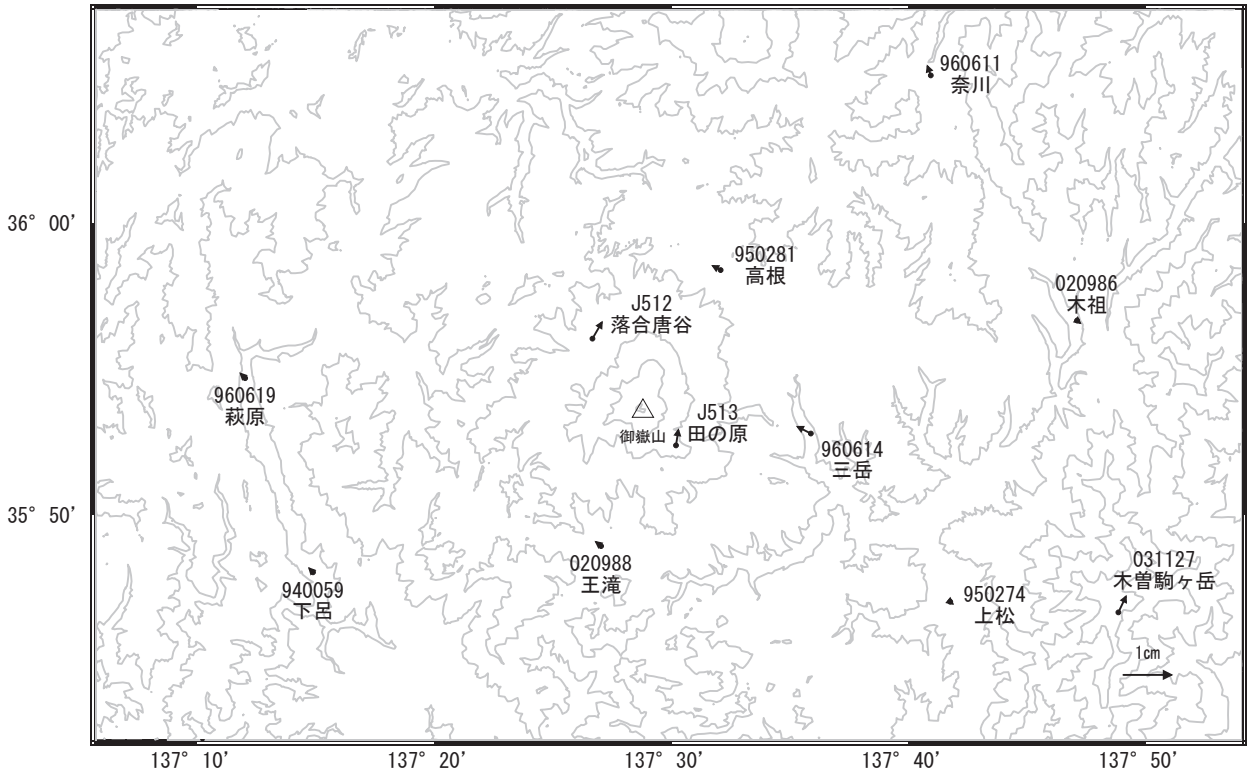 960611
奈川
36° 00'
950281
高根
020986
木祖
J512
落合唐谷
960619
萩原
J513
田の原
御嶽山
960614
三岳
35° 50'
020988
王滝
031127
木曽駒ヶ岳
940059
下呂
950274
上松
1cm
137° 10'
137° 20'
137° 30'
137° 40'
137° 50'